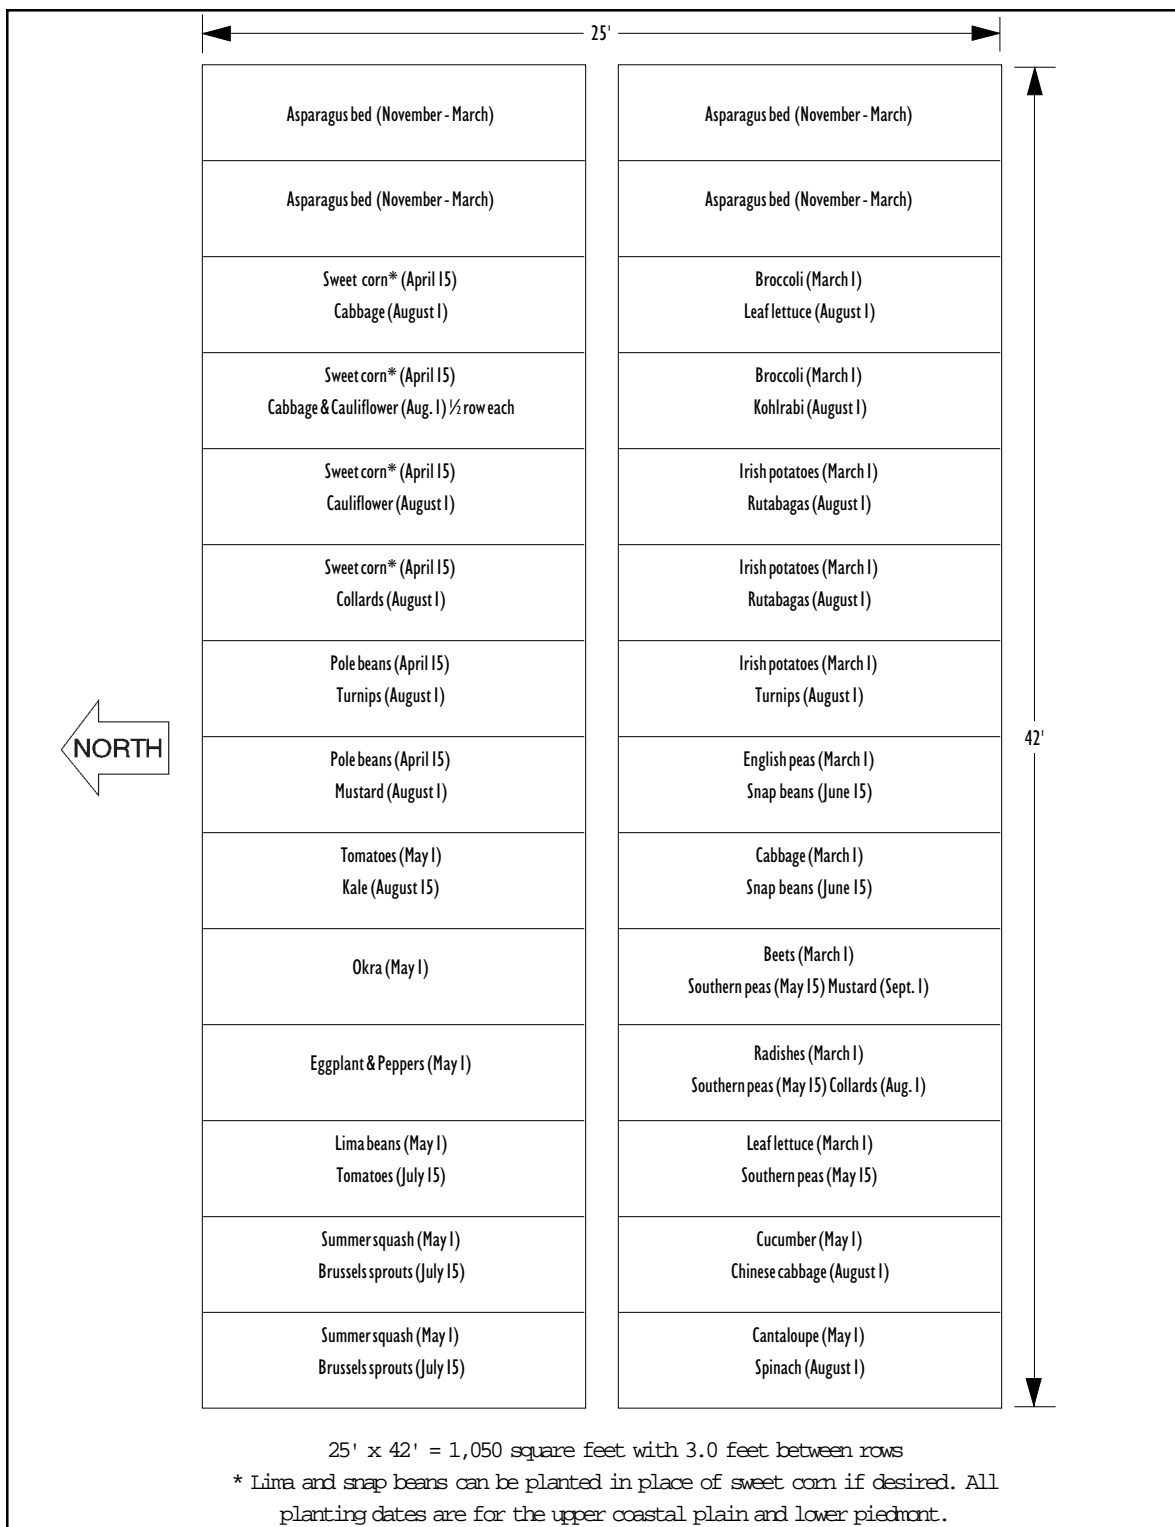 25'
Asparagus bed (November - March)
Asparagus bed (November - March)
Sweet corn* (April 15)
Cabbage (August 1)
Sweet corn* (April 15)
Cabbage & Cauliflower (Aug. 1) ½ row each
Sweet corn* (April 15)
Cauliflower (August 1)
Sweet corn* (April 15)
Collards (August 1)
Pole beans (April 15)
Turnips (August 1)
Pole beans (April 15)
Mustard (August 1)
Tomatoes (May 1)
Kale (August 15)
Okra (May 1)
Eggplant & Peppers (May 1)
Lima beans (May 1)
Tomatoes (July 15)
Summer squash (May 1)
Brussels sprouts (July 15)
Summer squash (May 1)
Brussels sprouts (July 15)
Asparagus bed (November - March)
Asparagus bed (November - March)
Broccoli (March 1)
Leaf lettuce (August 1)
Broccoli (March 1)
Kohlrabi (August 1)
Irish potatoes (March 1)
Rutabagas (August 1)
Irish potatoes (March 1)
Rutabagas (August 1)
Irish potatoes (March 1)
Turnips (August 1)
English peas (March 1)
Snap beans (June 15)
Cabbage (March 1)
Snap beans (June 15)
Beets (March 1)
Southern peas (May 15) Mustard (Sept. 1)
Radishes (March 1)
Southern peas (May 15) Collards (Aug. 1)
Leaf lettuce (March 1)
Southern peas (May 15)
Cucumber (May 1)
Chinese cabbage (August 1)
Cantaloupe (May 1)
Spinach (August 1)
NORTH
42'
25' x 42' = 1,050 square feet with 3.0 feet between rows
* Lima and snap beans can be planted in place of sweet corn if desired. All
planting dates are for the upper coastal plain and lower piedmont.